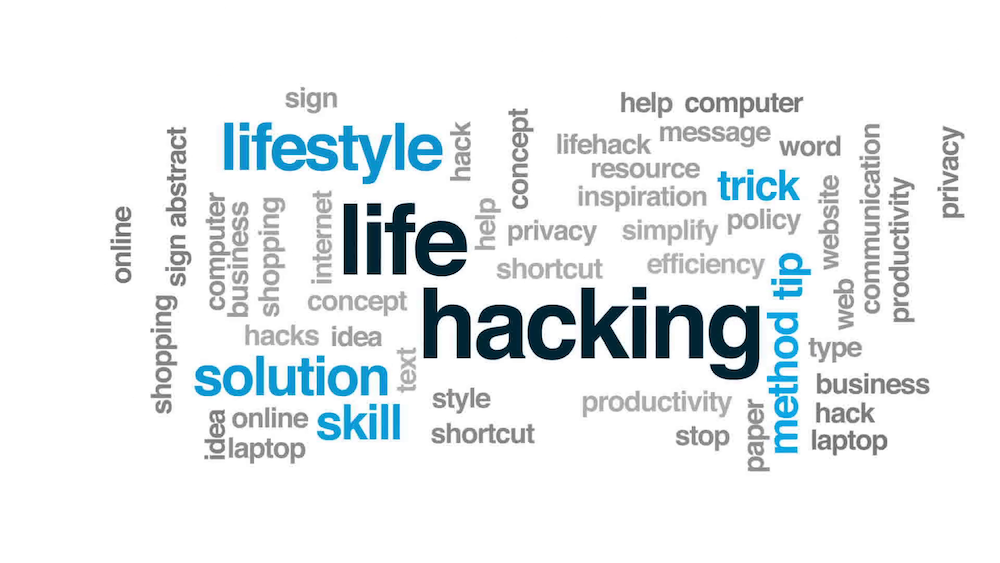 sign
help computer
lifestyle
hack
concept
lifehack
message
word
resource
trick
inspiration
communication
privacy
sign abstract
online
computer
business
shopping
internet
life
help
privacy
simplify
policy
website
productivity
shortcut
efficiency
method tip
web
concept
hacking
shopping
hacks
idea
text
type
solution
business
style
productivity
idea
online
skill
shortcut
stop
paper
hack
laptop
laptop